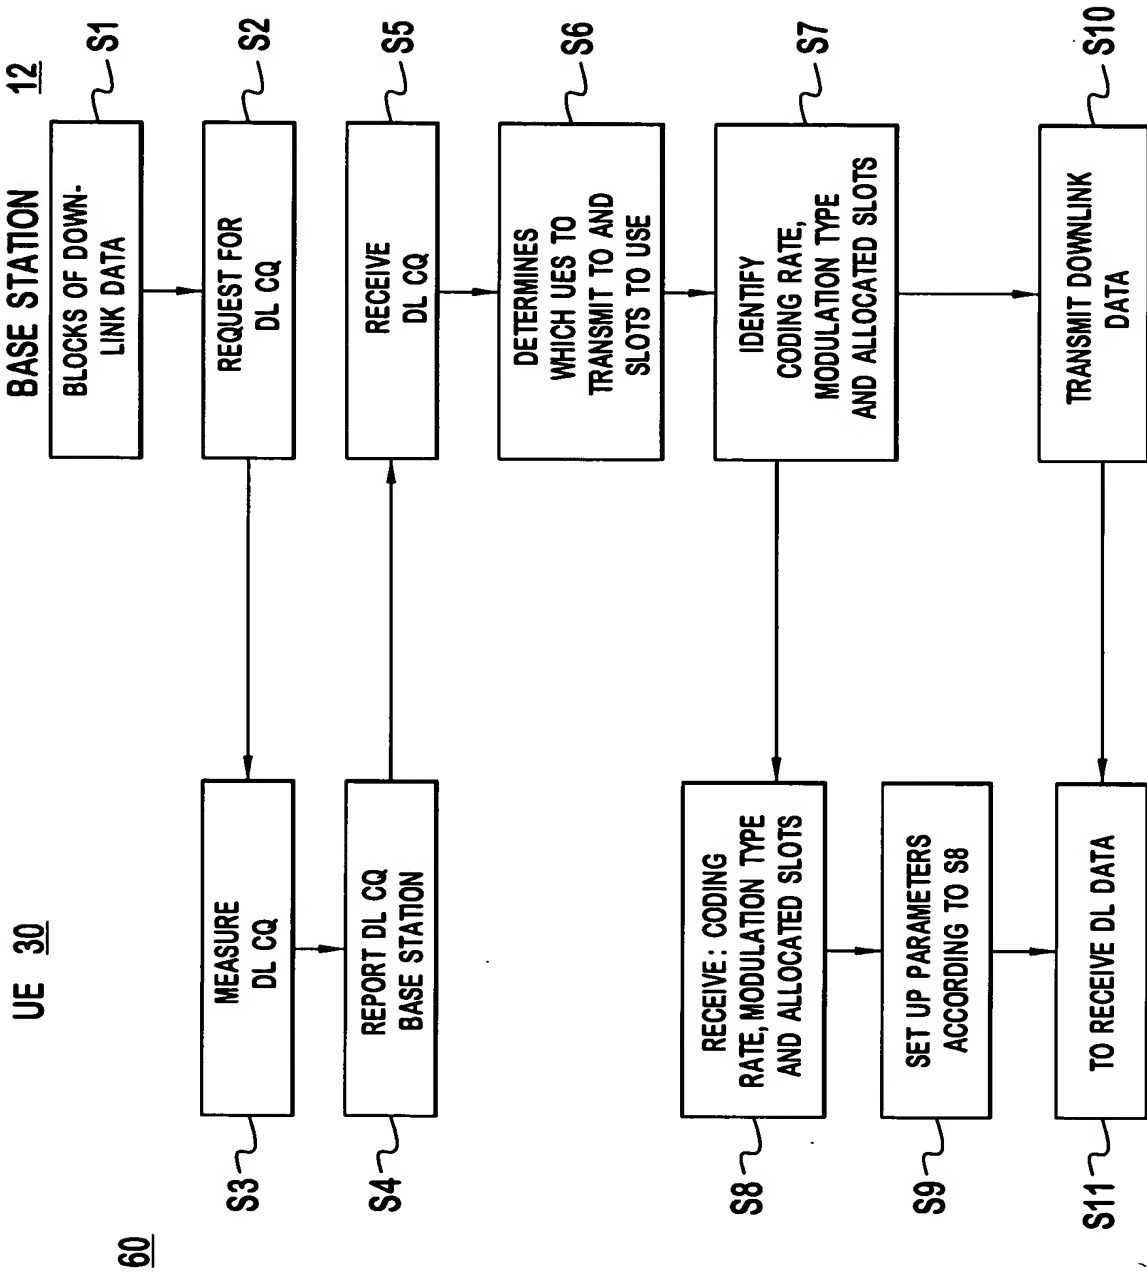 60
UE 30
BASE STATION 12
BLOCKS OF DOWN-
LINK DATA
S1
REQUEST FOR
DL CQ
S2
S3
MEASURE
DL CQ
S4
REPORT DL CQ
BASE STATION
RECEIVE
DL CQ
S5
DETERMINES
WHICH UES TO
TRANSMIT TO AND
SLOTS TO USE
S6
IDENTIFY
CODING RATE,
MODULATION TYPE
AND ALLOCATED SLOTS
S7
S8
RECEIVE: CODING
RATE, MODULATION TYPE
AND ALLOCATED SLOTS
S9
SET UP PARAMETERS
ACCORDING TO S8
TRANSMIT DOWNLINK
DATA
S10
S11
TO RECEIVE DL DATA